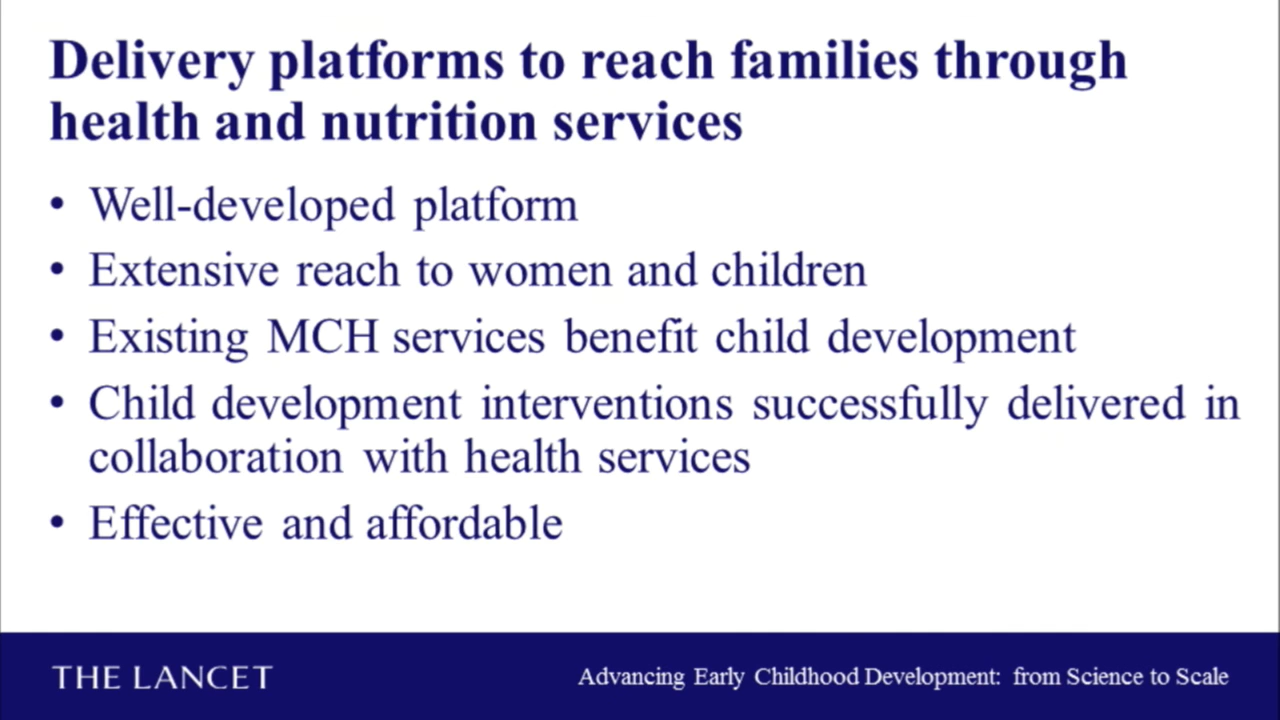 Delivery platforms to reach families through
health and nutrition services
• Well-developed platform
• Extensive reach to women and children
• Existing MCH services benefit child development
• Child development interventions successfully delivered in
collaboration with health services
• Effective and affordable
THE LANCET
Advancing Early Childhood Development: from Science to Scale